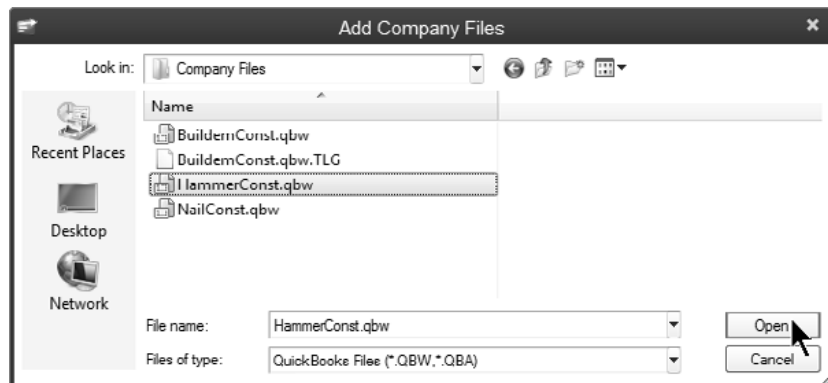 Add Company Files
Look in: Company Files
Name
BuildemConst.qbw
BuildemConst.qbw.TLG
HammerConst.qbw
NailConst.qbw
Recent Places
Desktop
Network
File name: HammerConst.qbw Open
Files of type: QuickBooks Files (*.QBW,*.QBA) Cancel